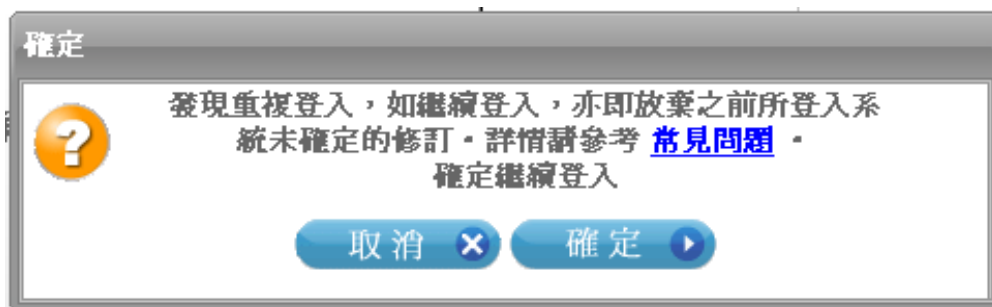 確定
發現重複登入，如繼續登入，亦即放棄之前所登入系
統未確定的修訂。詳情請參考 常見問題 。
確定繼續登入
取消 確定